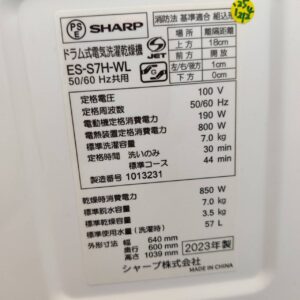 PS E SHARP
ドラム式電気洗濯乾燥機
ES-S7H-WL
50/60 Hz共用
JET
消防法 基準適合 組込形
場所 離隔距離
上方 18cm
左右 0cm
左/右/後方 1cm
下方 0cm
定格電圧 100 V
定格周波数 50/60 Hz
電動機定格消費電力 190 W
電熱装置定格消費電力 800 W
標準洗濯容量 7.0 kg
定格時間 洗いのみ 30 min
標準コース 44 min
製造番号 1013231
乾燥時消費電力 850 W
標準脱水容量 7.0 kg
標準乾燥容量 3.5 kg
標準使用水量(洗濯時) 57 L
外形寸法 幅 640 mm
奥行 600 mm
高さ 1039 mm
2023年製
シャープ株式会社
MADE IN CHINA